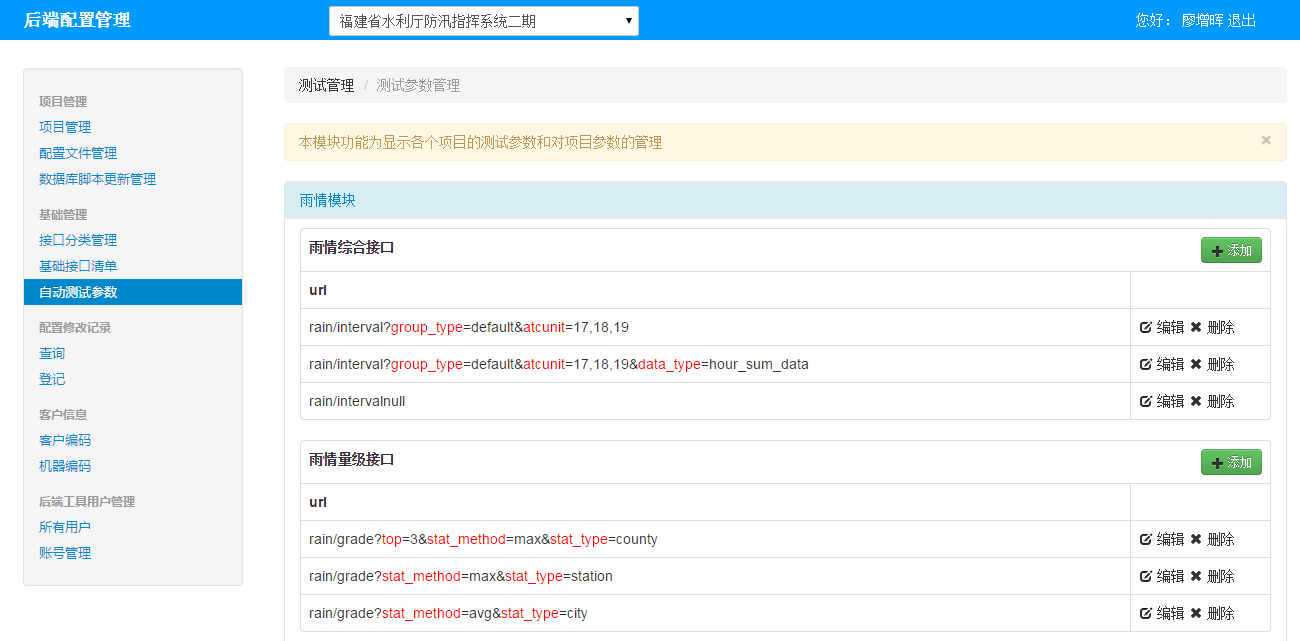 后端配置管理
福建省水利厅防汛指挥系统二期
您好： 廖增晖 退出
项目管理
项目管理
配置文件管理
数据库脚本更新管理
基础管理
接口分类管理
基础接口清单
自动测试参数
配置修改记录
查询
登记
客户信息
客户编码
机器编码
后端工具用户管理
所有用户
账号管理
测试管理 / 测试参数管理
本模块功能为显示各个项目的测试参数和对项目参数的管理 ×
雨情模块
雨情综合接口 添加
url
rain/interval?group_type=default&atcunit=17,18,19 编辑 删除
rain/interval?group_type=default&atcunit=17,18,19&data_type=hour_sum_data 编辑 删除
rain/intervalnull 编辑 删除
雨情量级接口 添加
url
rain/grade?top=3&stat_method=max&stat_type=county 编辑 删除
rain/grade?stat_method=max&stat_type=station 编辑 删除
rain/grade?stat_method=avg&stat_type=city 编辑 删除